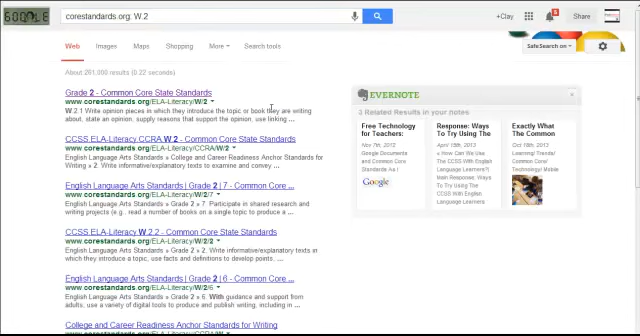 GOOGLE
corestandards.org: W.2
+Clay
Share
Web
Images
Maps
Shopping
More
Search tools
SafeSearch on
About 261,000 results (0.22 seconds)
Grade 2 - Common Core State Standards
www.corestandards.org/ELA-Literacy/W/2
W.2.1 Write opinion pieces in which they introduce the topic or book they are writing
about, state an opinion, supply reasons that support the opinion, use linking ...
CCSS ELA-Literacy.CCRA.W.2 - Common Core State Standards
www.corestandards.org/ELA-Literacy/CCRA/W/2
English Language Arts Standards » College and Career Readiness Anchor Standards for
Writing » 2. Write informative/explanatory texts to examine and convey ...
English Language Arts Standards | Grade 2 | 7 - Common Core ...
www.corestandards.org/ELA-Literacy/W/2/7
English Language Arts Standards » Grade 2 » 7. Participate in shared research and
writing projects (e.g., read a number of books on a single topic to produce a ...
CCSS ELA-Literacy W.2.2 - Common Core State Standards
www.corestandards.org/ELA-Literacy/W/2/2
English Language Arts Standards » Grade 2 » 2. Write informative/explanatory texts in
which they introduce a topic, use facts and definitions to develop points, ...
English Language Arts Standards | Grade 2 | 6 - Common Core ...
www.corestandards.org/ELA-Literacy/W/2/6
English Language Arts Standards » Grade 2 » 6. With guidance and support from
adults, use a variety of digital tools to produce and publish writing, including in ...
College and Career Readiness Anchor Standards for Writing
EVERNOTE
3 Related Results in your notes
Free Technology
for Teachers:
Nov 7th, 2013
Google Documents
and Common Core
Standards As I
Google
Response: Ways
To Try Using The
April 15th, 2013
» How Can We Use
The CCSS With English
Language Learners?|
Main Response: Ways
To Try Using The
CCSS With English
Language Learners
Exactly What
The Common
Oct 19th, 2013
Learning/ Trends/
Common Core/
Technology/ Mobile